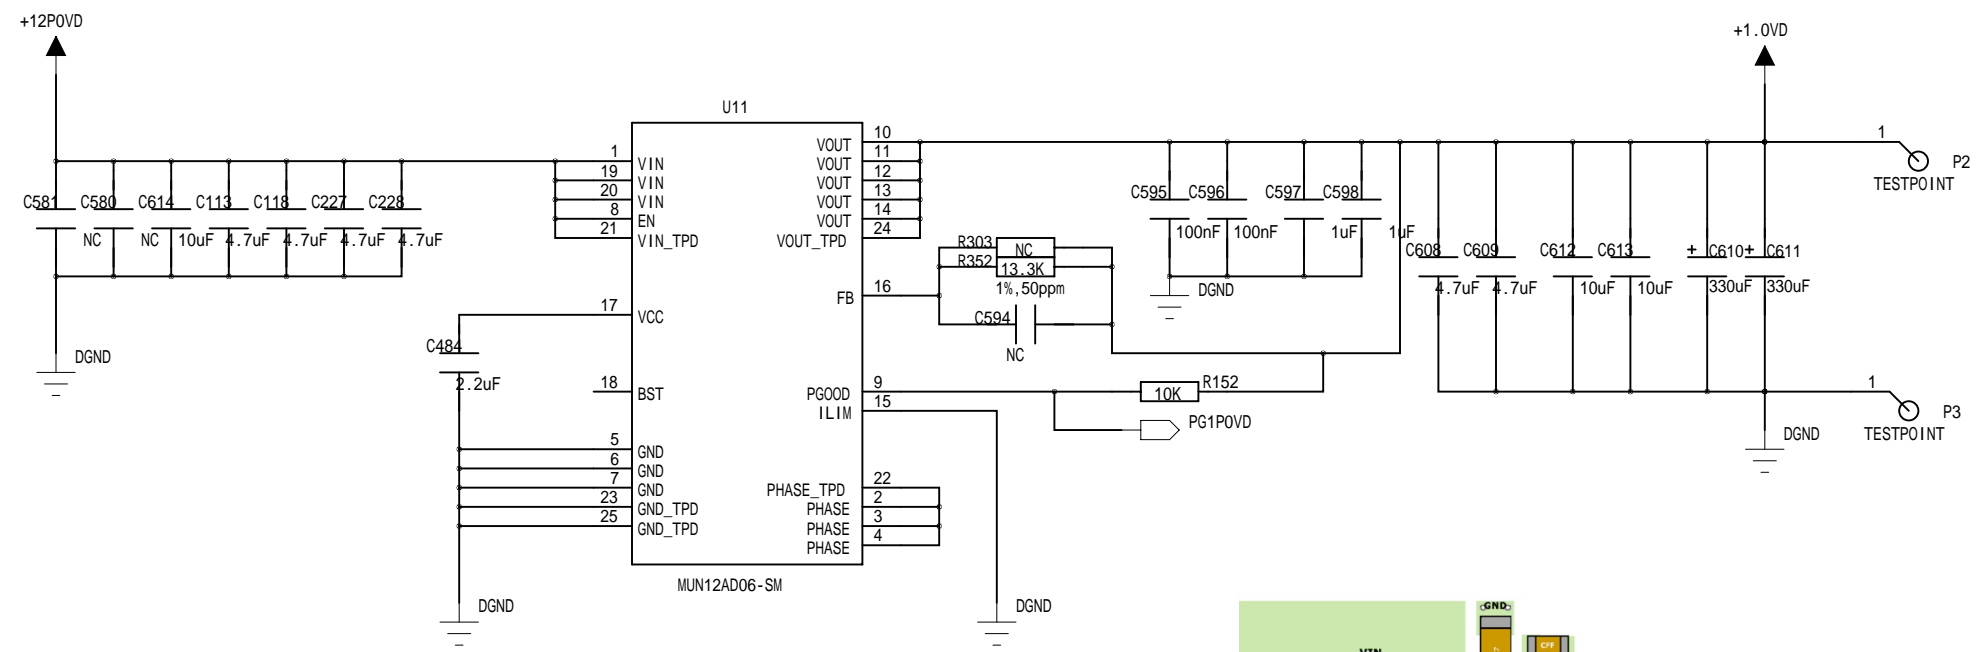 +12P0VD
+1.0VD
U11
1 VIN
19 VIN
20 VIN
8 EN
21 VIN_TPD
17 VCC
18 BST
5 GND
6 GND
7 GND
23 GND_TPD
25 GND_TPD
VOUT 10
VOUT 11
VOUT 12
VOUT 13
VOUT 14
VOUT_TPD 24
FB 16
PGOOD 9
ILIM 15
PHASE_TPD 22
PHASE 2
PHASE 3
PHASE 4
MUN12AD06-SM
C581 C580 C614 C113 C118 C227 C228
NC NC 10uF 4.7uF 4.7uF 4.7uF 4.7uF
DGND
C484
2.2uF
DGND
R303 NC
R352 13.3K
1%,50ppm
C594
NC
C595 C596 C597 C598
100nF 100nF 1uF 1uF
DGND
10K R152
PG1P0VD
DGND
C608 C609 C612 C613 + C610 + C611
4.7uF 4.7uF 10uF 10uF 330uF 330uF
1
P2
TESTPOINT
1
P3
TESTPOINT
DGND
GND
VIN
CFF